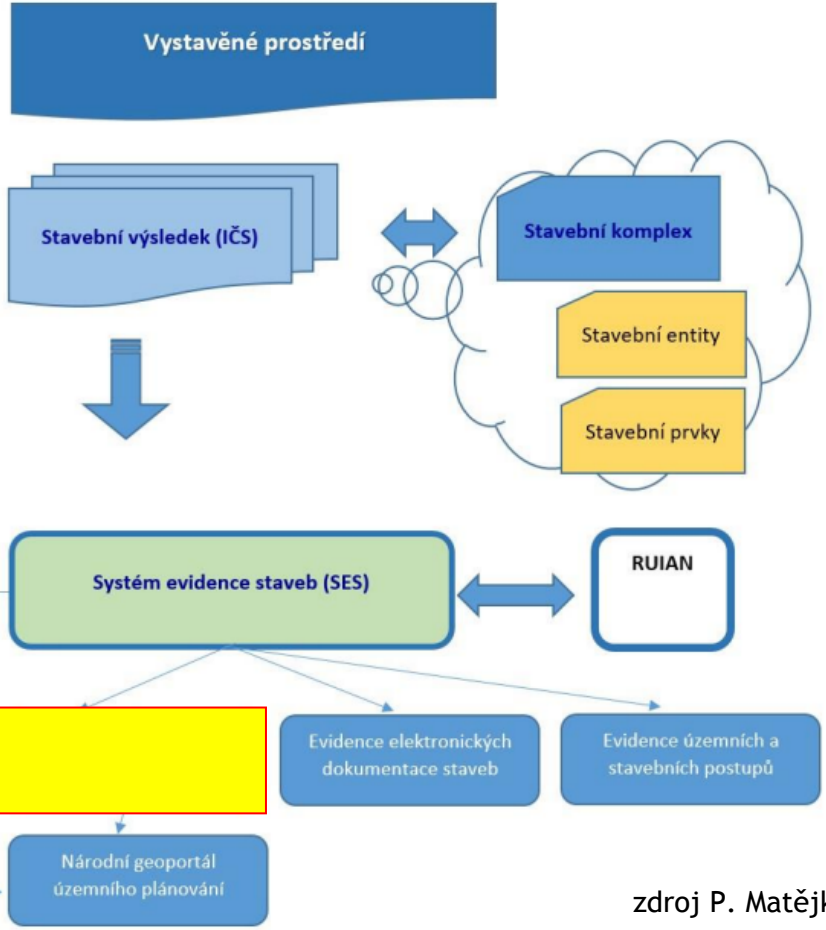 Vystavěné prostředí
Stavební výsledek (IČS)
Stavební komplex
Stavební entity
Stavební prvky
Systém evidence staveb (SES)
RUIAN
Evidence elektronických
dokumentace staveb
Evidence územních a
stavebních postupů
Národní geoportál
územního plánování
zdroj P. Matějk